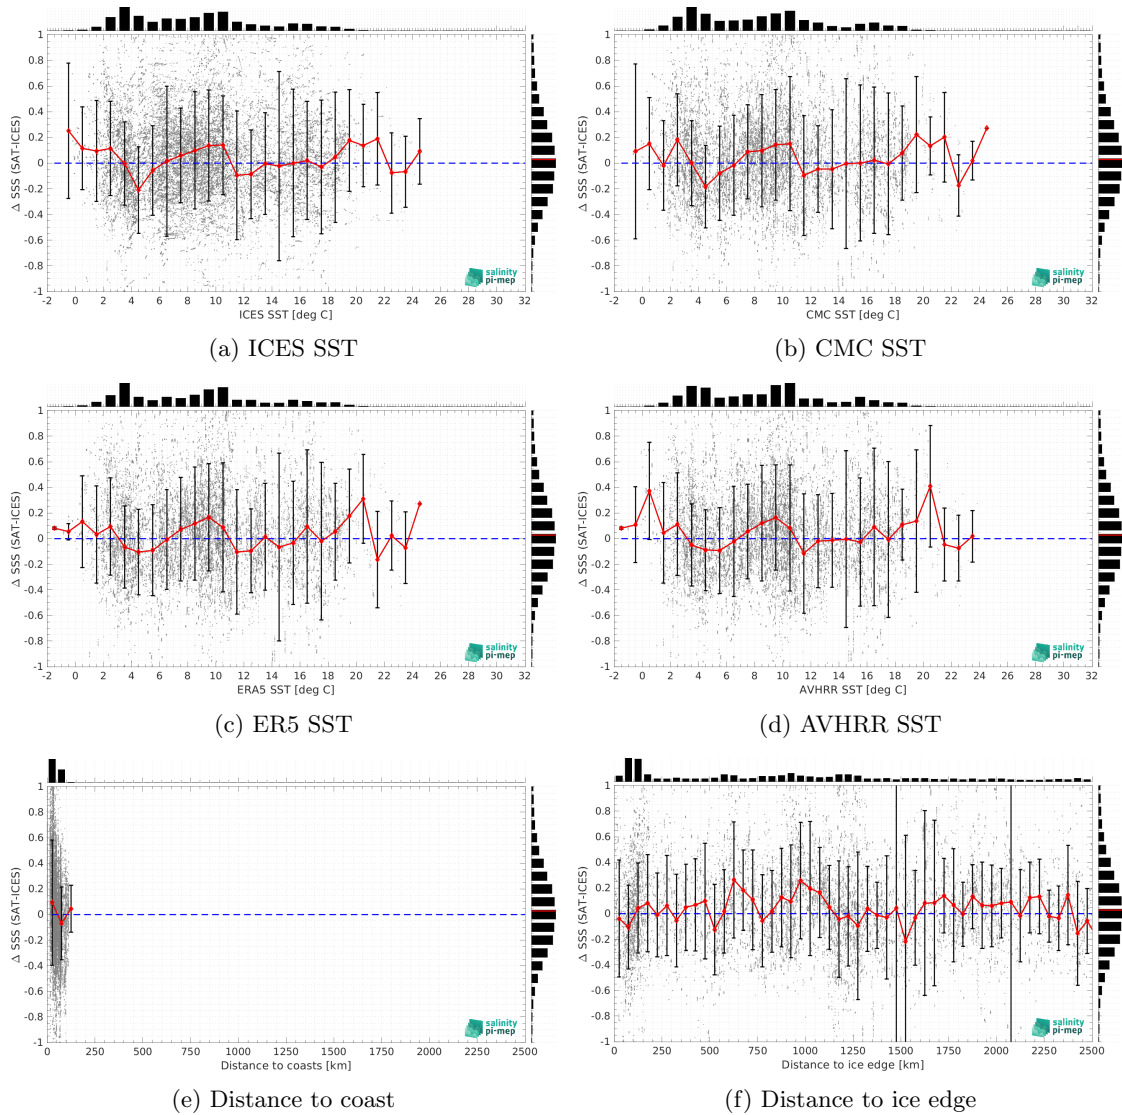 1
0.8
0.6
0.4
0.2
0
-0.2
-0.4
-0.6
-0.8
-1
Δ SSS (SAT-ICES)
salinity
pi-mep
-2 0 2 4 6 8 10 12 14 16 18 20 22 24 26 28 30 32
ICES SST [deg C]
(a) ICES SST
1
0.8
0.6
0.4
0.2
0
-0.2
-0.4
-0.6
-0.8
-1
Δ SSS (SAT-ICES)
salinity
pi-mep
-2 0 2 4 6 8 10 12 14 16 18 20 22 24 26 28 30 32
CMC SST [deg C]
(b) CMC SST
1
0.8
0.6
0.4
0.2
0
-0.2
-0.4
-0.6
-0.8
-1
Δ SSS (SAT-ICES)
salinity
pi-mep
-2 0 2 4 6 8 10 12 14 16 18 20 22 24 26 28 30 32
ERA5 SST [deg C]
(c) ER5 SST
1
0.8
0.6
0.4
0.2
0
-0.2
-0.4
-0.6
-0.8
-1
Δ SSS (SAT-ICES)
salinity
pi-mep
-2 0 2 4 6 8 10 12 14 16 18 20 22 24 26 28 30 32
AVHRR SST [deg C]
(d) AVHRR SST
1
0.8
0.6
0.4
0.2
0
-0.2
-0.4
-0.6
-0.8
-1
Δ SSS (SAT-ICES)
salinity
pi-mep
0 250 500 750 1000 1250 1500 1750 2000 2250 2500
Distance to coasts [km]
(e) Distance to coast
1
0.8
0.6
0.4
0.2
0
-0.2
-0.4
-0.6
-0.8
-1
Δ SSS (SAT-ICES)
salinity
pi-mep
0 250 500 750 1000 1250 1500 1750 2000 2250 2500
Distance to ice edge [km]
(f) Distance to ice edge